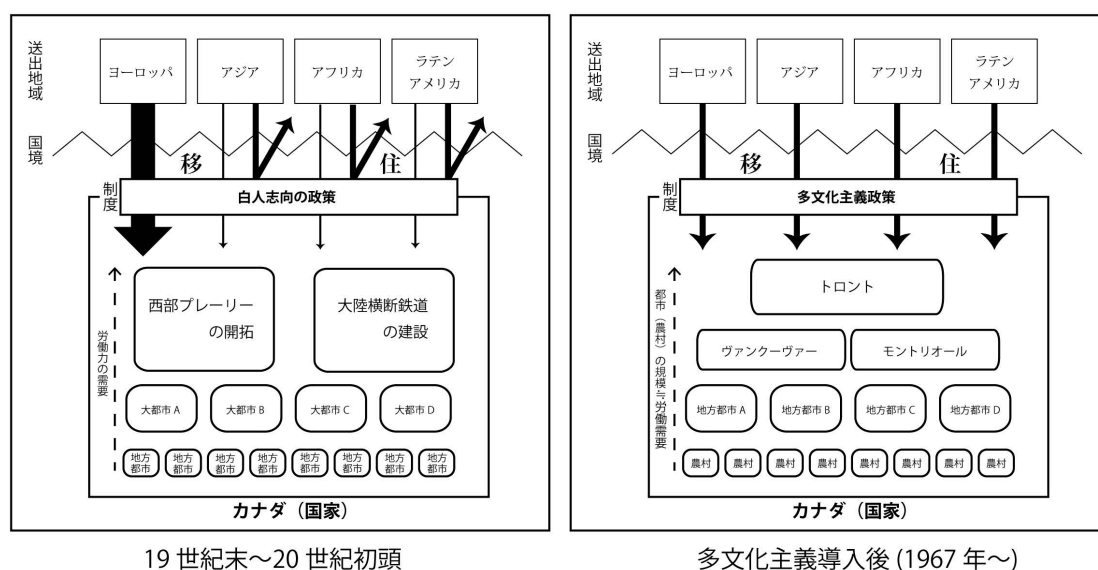 送出地域
ヨーロッパ
アジア
アフリカ
ラテン
アメリカ
国境
移
住
制度
白人志向の政策
労働力の需要
西部プレーリー
の開拓
大陸横断鉄道
の建設
大都市 A
大都市 B
大都市 C
大都市 D
地方
都市
地方
都市
地方
都市
地方
都市
地方
都市
地方
都市
地方
都市
地方
都市
カナダ（国家）
19 世紀末～20 世紀初頭
送出地域
ヨーロッパ
アジア
アフリカ
ラテン
アメリカ
国境
移
住
制度
多文化主義政策
都市（農村）の規模≒労働需要
トロント
ヴァンクーヴァー
モントリオール
地方都市 A
地方都市 B
地方都市 C
地方都市 D
農村
農村
農村
農村
農村
農村
農村
農村
カナダ（国家）
多文化主義導入後 (1967 年～)